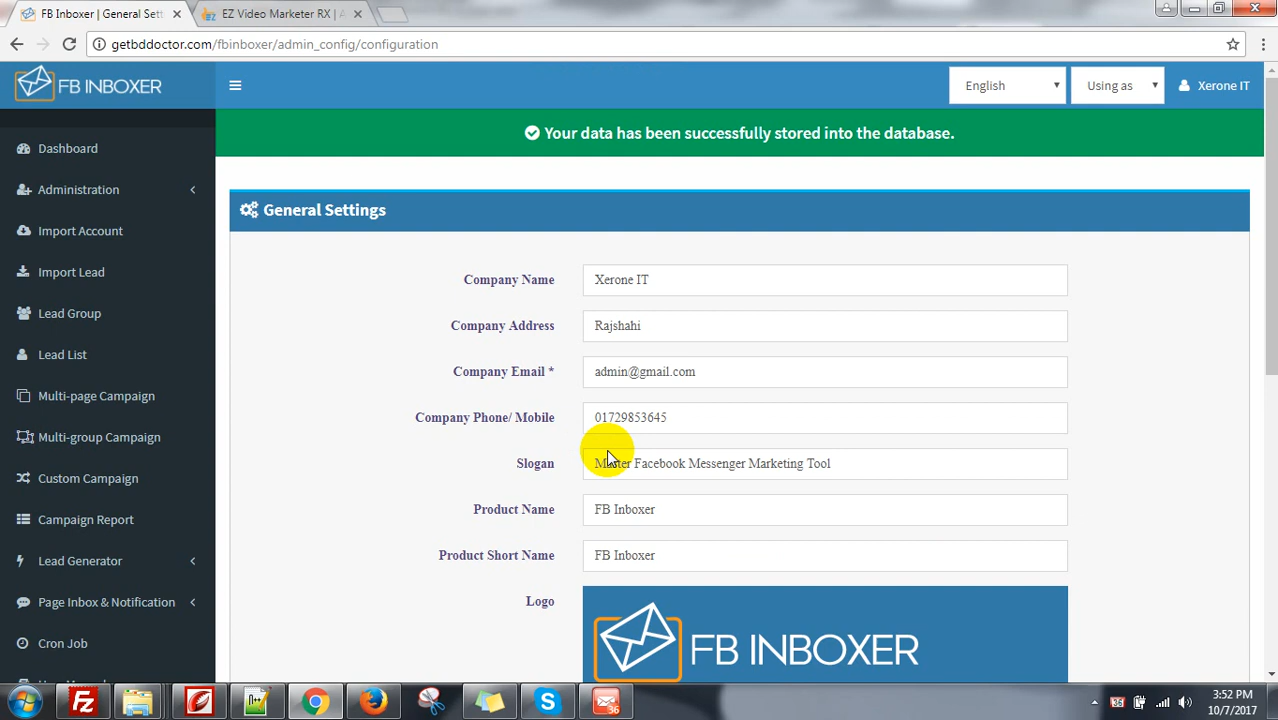 FB Inboxer | General Setti
EZ Video Marketer RX | A
getbddoctor.com/fbinboxer/admin_config/configuration
FB INBOXER
English
Using as
Xerone IT
Your data has been successfully stored into the database.
Dashboard
Administration
Import Account
Import Lead
Lead Group
Lead List
Multi-page Campaign
Multi-group Campaign
Custom Campaign
Campaign Report
Lead Generator
Page Inbox & Notification
Cron Job
General Settings
Company Name
Xerone IT
Company Address
Rajshahi
Company Email *
admin@gmail.com
Company Phone/ Mobile
01729853645
Slogan
Master Facebook Messenger Marketing Tool
Product Name
FB Inboxer
Product Short Name
FB Inboxer
Logo
FB INBOXER
36
3:52 PM
10/7/2017